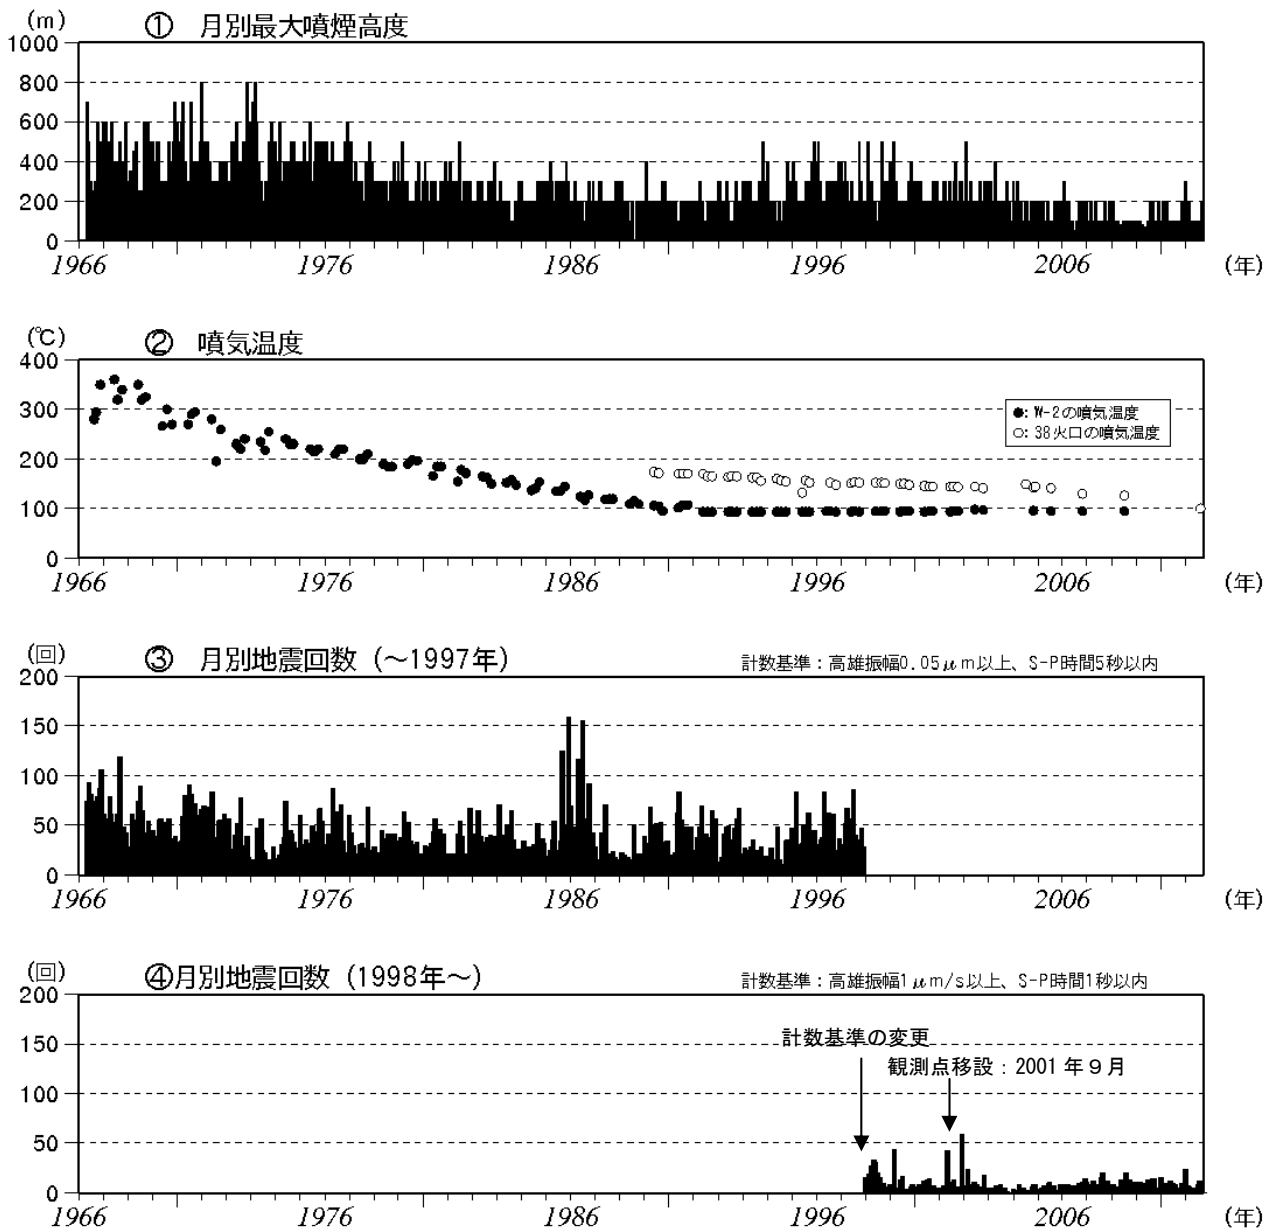 (m)
① 月別最大噴煙高度
1000
800
600
400
200
0
1966 1976 1986 1996 2006 (年)
(℃)
② 噴気温度
400
300
200
100
0
●: W-2の噴気温度
○: 38火口の噴気温度
1966 1976 1986 1996 2006 (年)
(回)
③ 月別地震回数 (～1997年)
計数基準：高雄振幅0.05μm以上、S-P時間5秒以内
200
150
100
50
0
1966 1976 1986 1996 2006 (年)
(回)
④月別地震回数 (1998年～)
計数基準：高雄振幅1μm/s以上、S-P時間1秒以内
200
150
100
50
0
計数基準の変更
観測点移設：2001年９月
1966 1976 1986 1996 2006 (年)